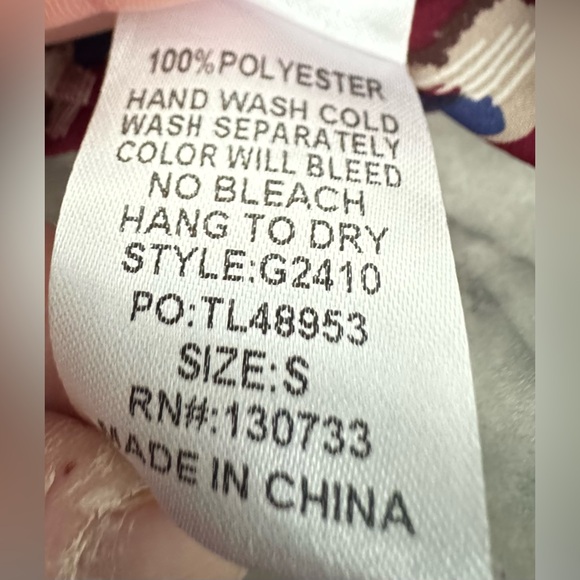 100%POLYESTER
HAND WASH COLD
WASH SEPARATELY
COLOR WILL BLEED
NO BLEACH
HANG TO DRY
STYLE:G2410
PO:TL48953
SIZE:S
RN#:130733
MADE IN CHINA